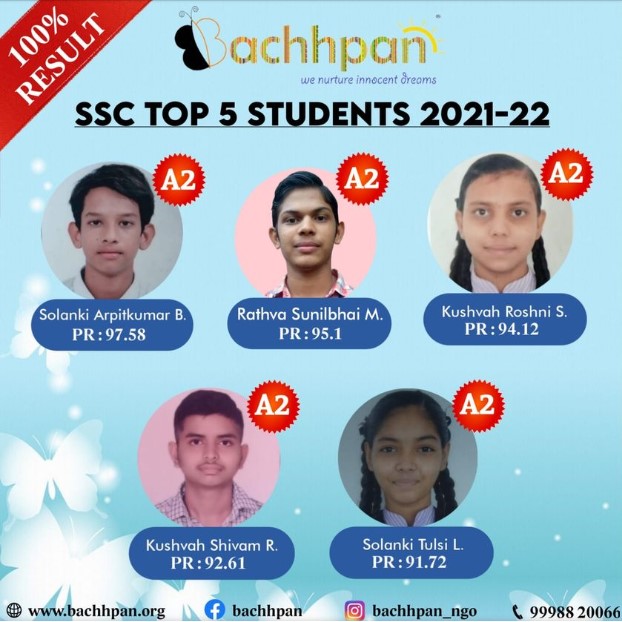 100%
RESULT
Bachhpan
we nurture innocent dreams
SSC TOP 5 STUDENTS 2021-22
A2
A2
A2
Solanki Arpitkumar B.
PR : 97.58
Rathva Sunilbhai M.
PR : 95.1
Kushvah Roshni S.
PR : 94.12
A2
A2
Kushvah Shivam R.
PR : 92.61
Solanki Tulsi L.
PR : 91.72
www.bachhpan.org
bachhpan
bachhpan_ngo
99988 20066